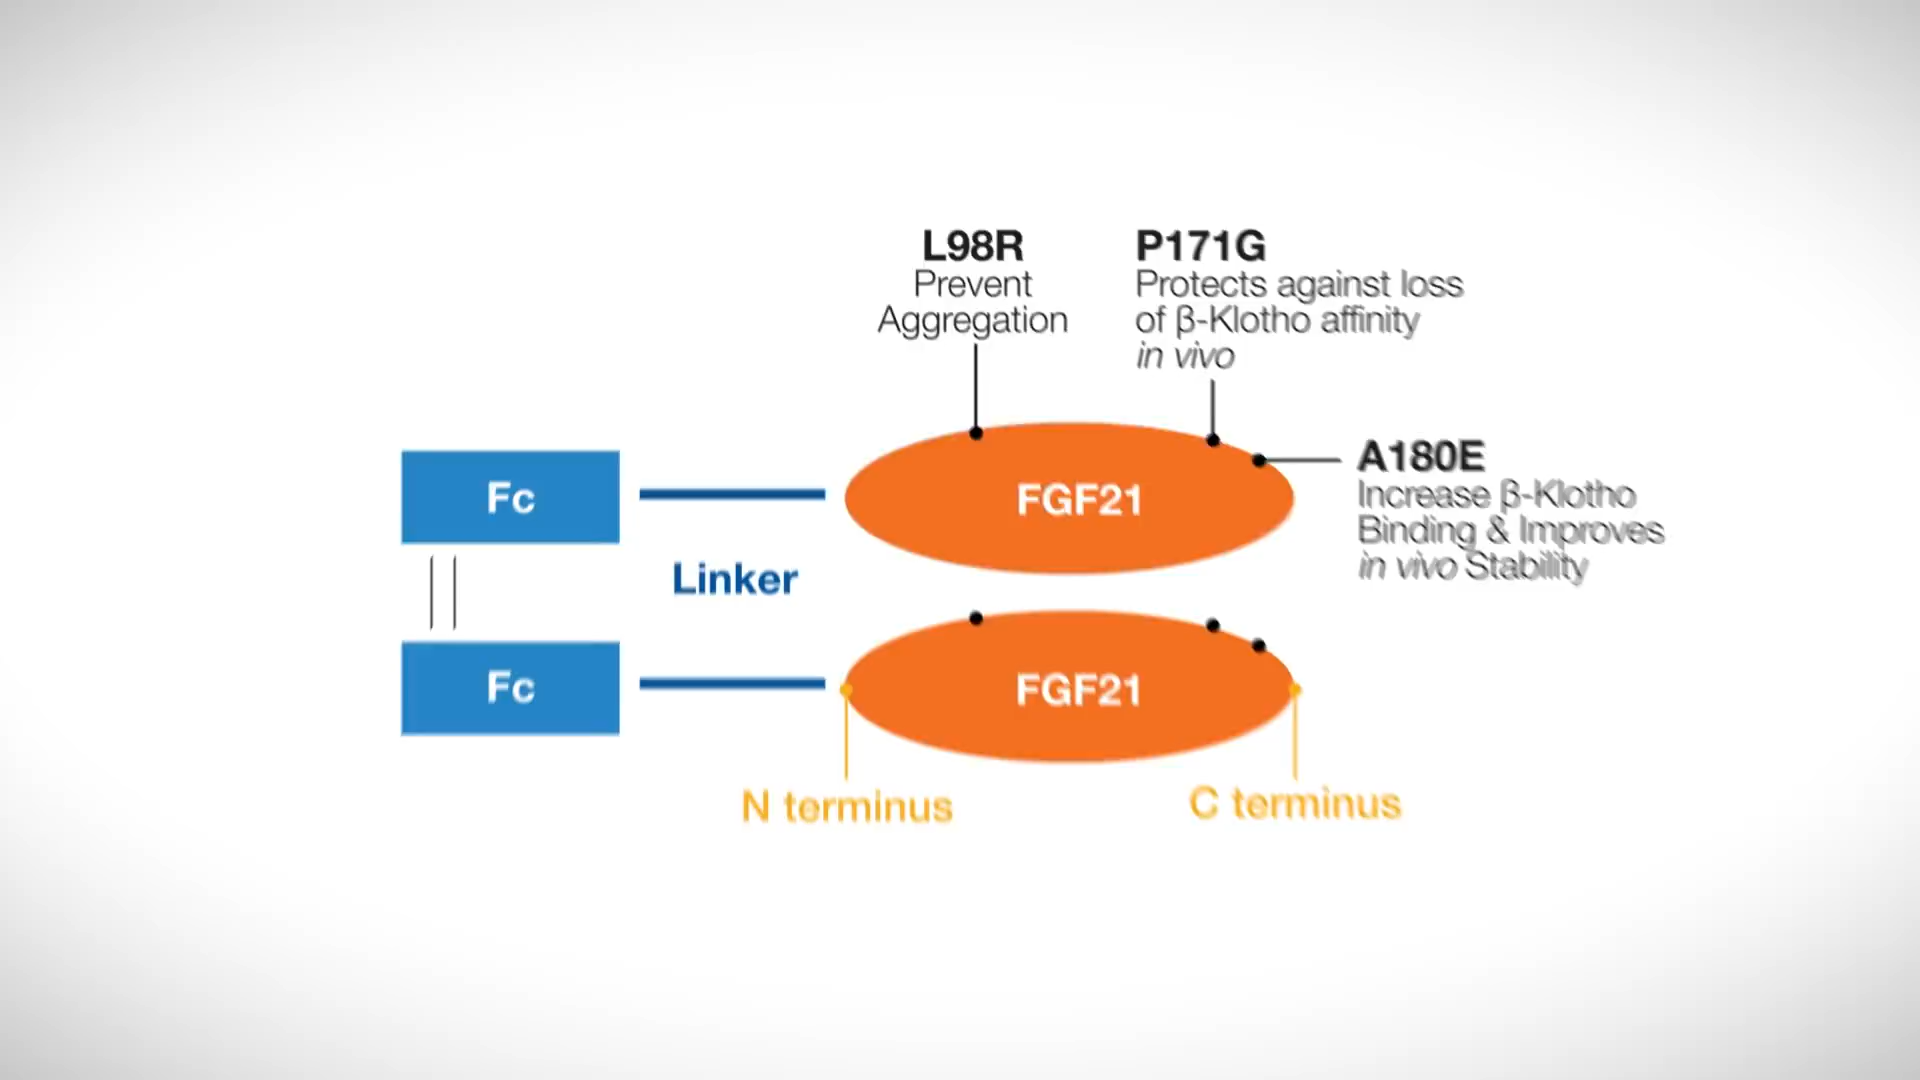 L98R
Prevent
Aggregation
P171G
Protects against loss
of β-Klotho affinity
in vivo
A180E
Increase β-Klotho
Binding & Improves
in vivo Stability
Fc
FGF21
Linker
Fc
FGF21
N terminus
C terminus